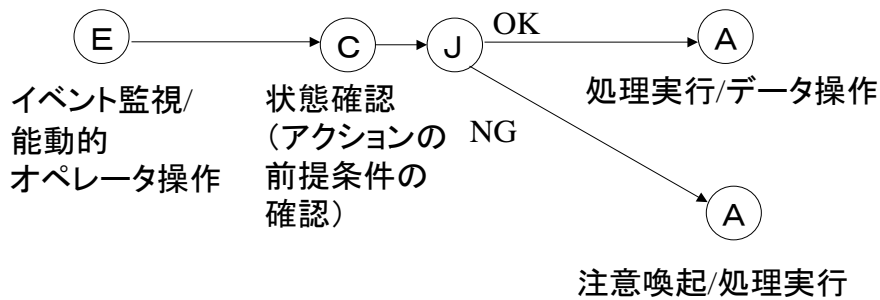 E
C
J
OK
A
イベント監視/
能動的
オペレータ操作
状態確認
（アクションの
前提条件の
確認）
NG
処理実行/データ操作
A
注意喚起/処理実行